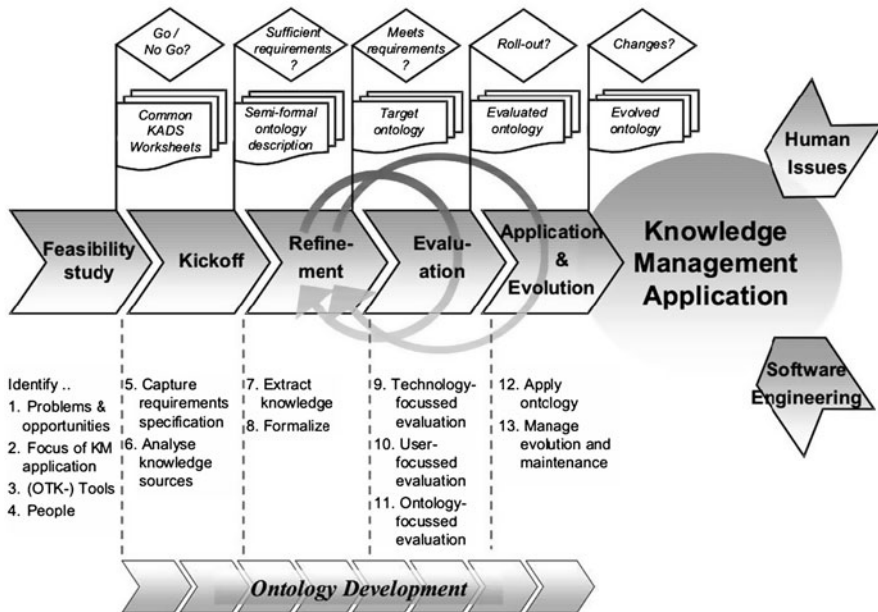 Go /
No Go?
Sufficient
requirements
?
Meets
requirements
?
Roll-out?
Changes?
Common
KADS
Worksheets
Semi-formal
ontology
description
Target
ontology
Evaluated
ontology
Evolved
ontology
Human
Issues
Feasibility
study
Kickoff
Refine-
ment
Evalu-
ation
Application
&
Evolution
Knowledge
Management
Application
Software
Engineering
Identify ..
1. Problems &
opportunities
2. Focus of KM
application
3. (OTK-) Tools
4. People
5. Capture
requirements
specification
6. Analyse
knowledge
sources
7. Extract
knowledge
8. Formalize
9. Technology-
focussed
evaluation
10. User-
focussed
evaluation
11. Ontology-
focussed
evaluation
12. Apply
ontology
13. Manage
evolution and
maintenance
Ontology Development